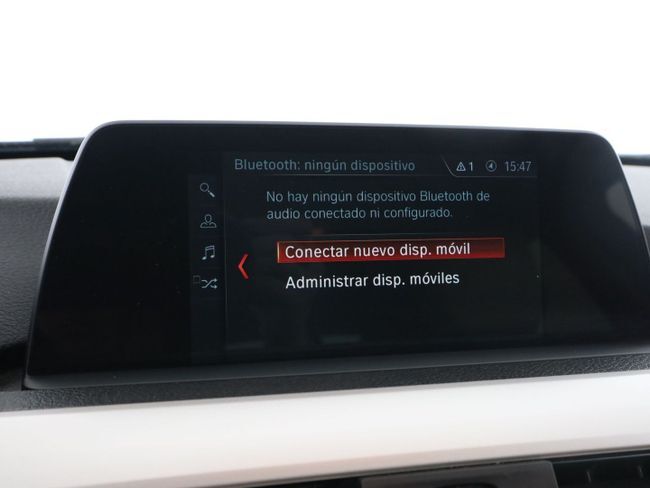 Bluetooth: ningún dispositivo
1 15:47
No hay ningún dispositivo Bluetooth de
audio conectado ni configurado.
Conectar nuevo disp. móvil
Administrar disp. móviles